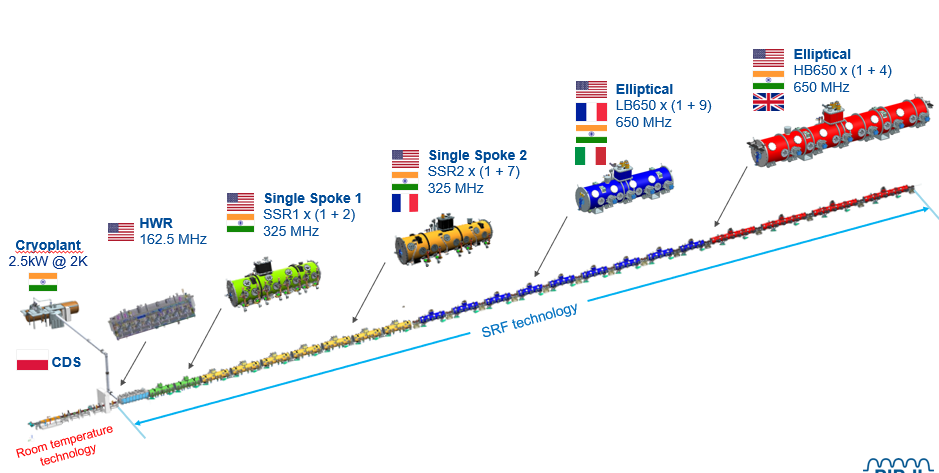 Elliptical
HB650 x (1 + 4)
650 MHz
Elliptical
LB650 x (1 + 9)
650 MHz
Single Spoke 2
SSR2 x (1 + 7)
325 MHz
Single Spoke 1
SSR1 x (1 + 2)
325 MHz
HWR
162.5 MHz
Cryoplant
2.5kW @ 2K
CDS
SRF technology
Room temperature
technology
PIP-II